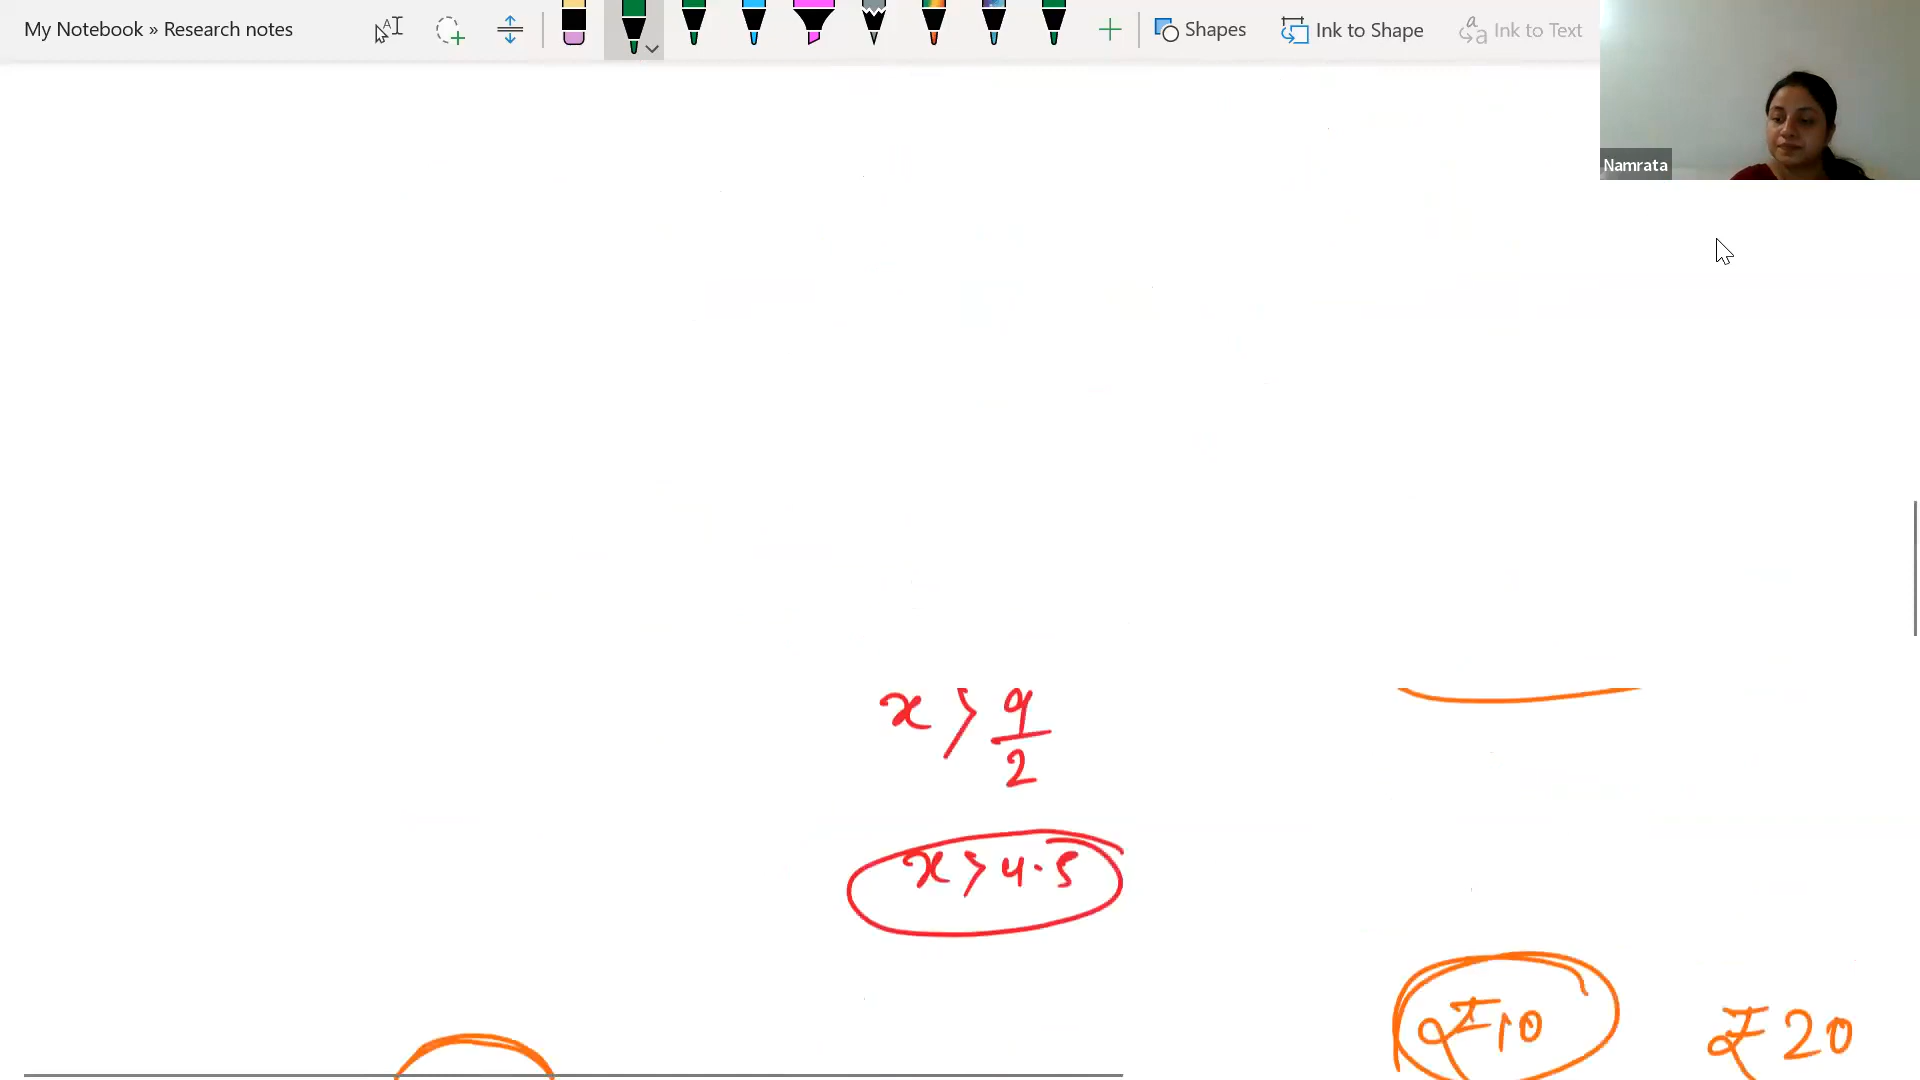 My Notebook » Research notes
Shapes
Ink to Shape
Ink to Text
Namrata
x > 9/2
x > 4.5
₹10
₹20